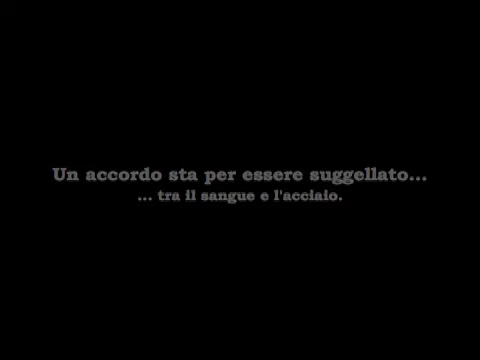 Un accordo sta per essere suggellato...
... tra il sangue e l'acciaio.